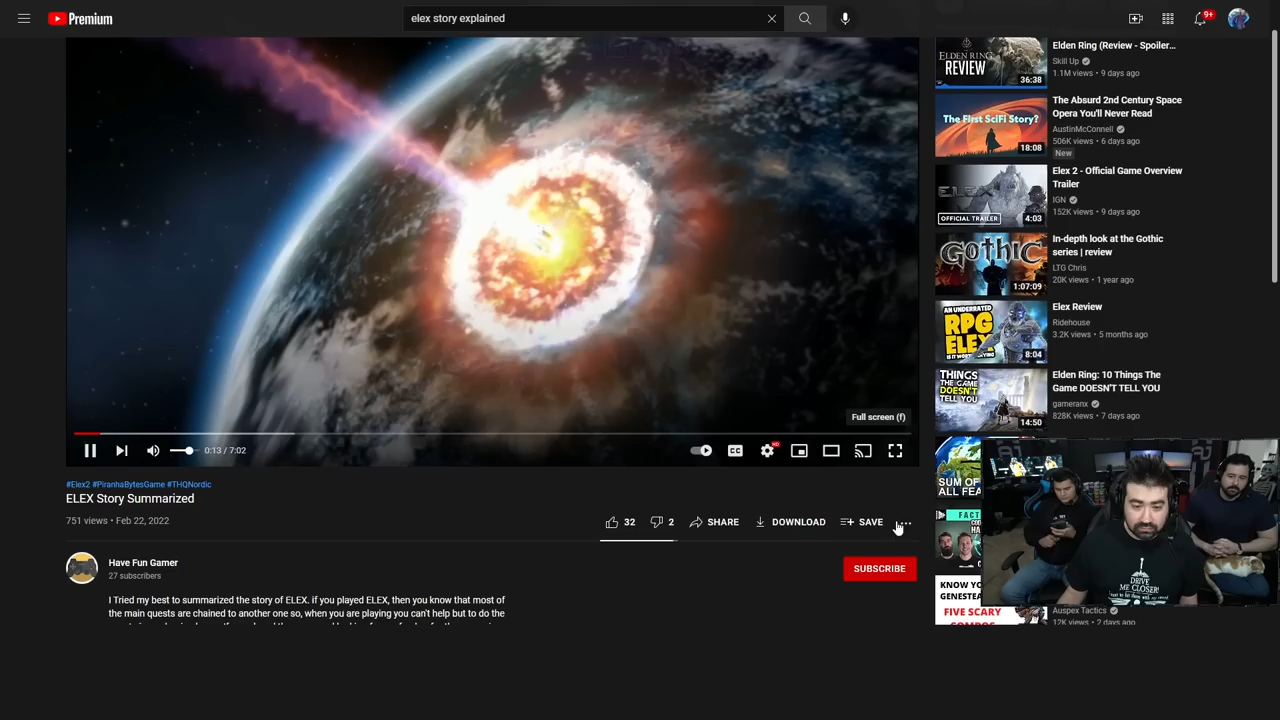 Premium
elex story explained
9+
Full screen (f)
0:13 / 7:02
CC
HD
#Elex2 #PiranhaBytesGame #THQNordic
ELEX Story Summarized
751 views • Feb 22, 2022
32
2
SHARE
DOWNLOAD
SAVE
Have Fun Gamer
27 subscribers
SUBSCRIBE
I Tried my best to summarized the story of ELEX. if you played ELEX, then you know that most of
the main quests are chained to another one so, when you are playing you can't help but to do the
ELDEN RING
REVIEW
36:38
Elden Ring (Review - Spoiler...
Skill Up
1.1M views • 9 days ago
The First SciFi Story?
18:08
The Absurd 2nd Century Space
Opera You'll Never Read
AustinMcConnell
506K views • 6 days ago
New
ELEX
OFFICIAL TRAILER
4:03
Elex 2 - Official Game Overview
Trailer
IGN
152K views • 9 days ago
GOTHIC
1:07:09
In-depth look at the Gothic
series | review
LTG Chris
20K views • 1 year ago
AN UNDERRATED
RPG
ELEX
8:04
Elex Review
Ridehouse
3.2K views • 5 months ago
THINGS
THE GAME
DOESN'T
TELL YOU
14:50
Elden Ring: 10 Things The
Game DOESN'T TELL YOU
gameranx
828K views • 7 days ago
SUM OF
ALL FEA
FACT
KNOW YO
GENESTEA
FIVE SCARY
COMBOS
Auspex Tactics
12K views • 2 days ago
DRIVE
ME CLOSER!